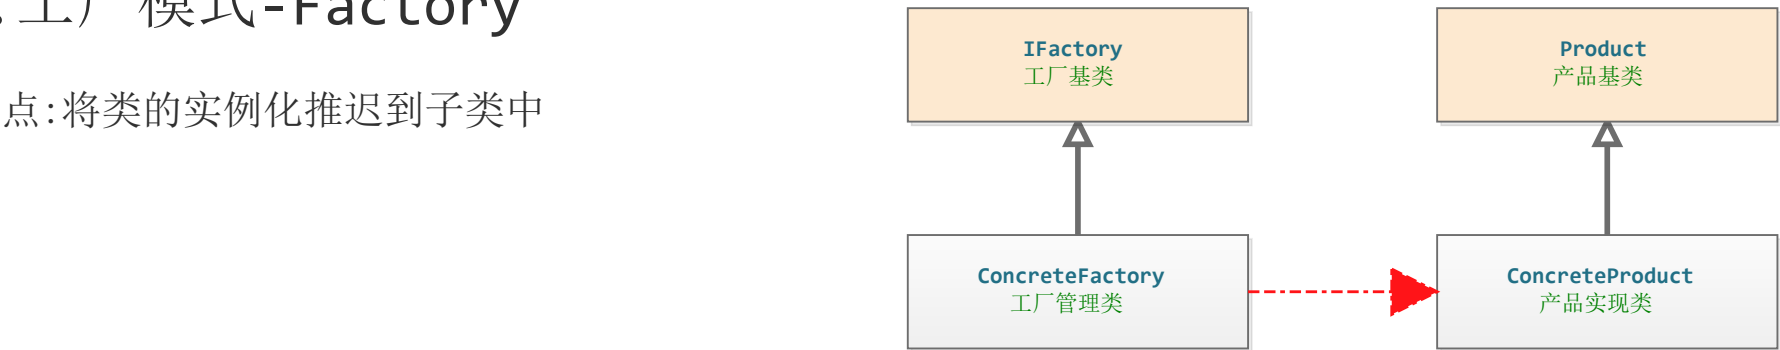 .工厂模式-Factory
点:将类的实例化推迟到子类中
IFactory
工厂基类
Product
产品基类
ConcreteFactory
工厂管理类
ConcreteProduct
产品实现类